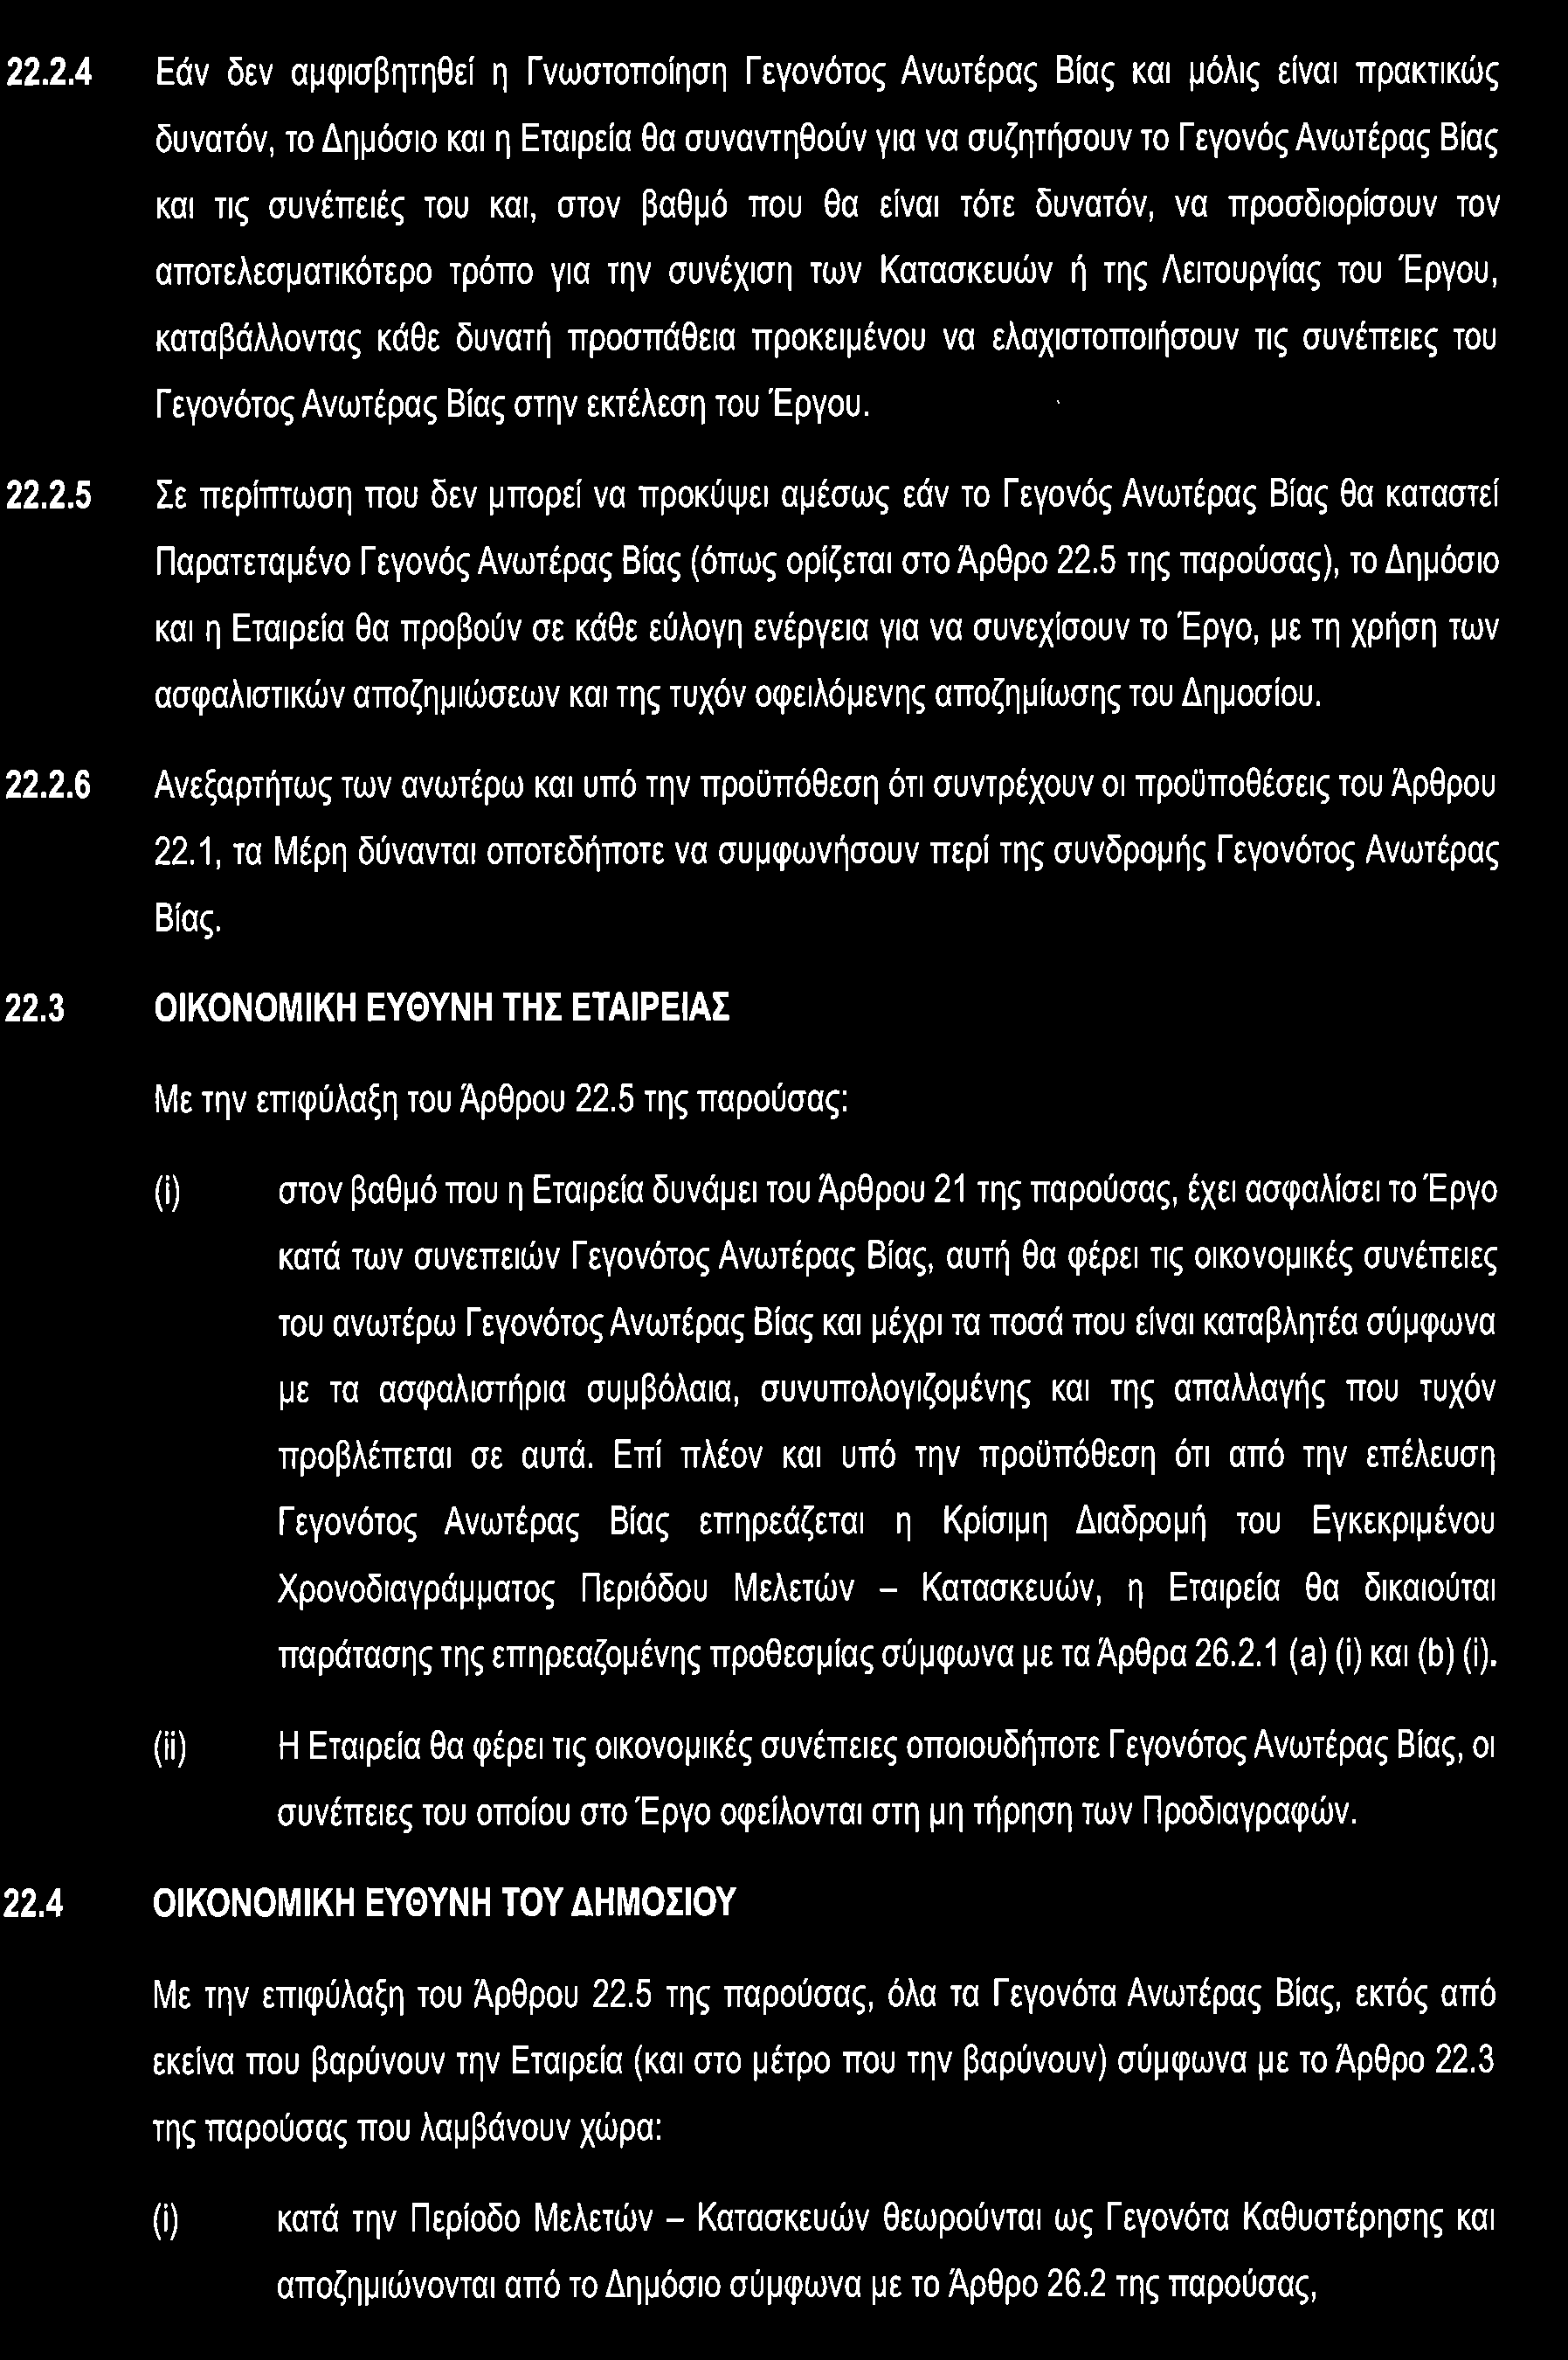 22.2.4 Εάν δεν αμφισβητηθεί η Γνωστοποίηση Γεγονότος Ανωτέρας Βίας και μόλις είναι πρακτικώς
δυνατόν, το Δημόσιο και η Εταιρεία θα συναντηθούν για να συζητήσουν το Γεγονός Ανωτέρας Βίας
και τις συνέπειές του και, στον βαθμό που θα είναι τότε δυνατόν, να προσδιορίσουν τον
αποτελεσματικότερο τρόπο για την συνέχιση των Κατασκευών ή της Λειτουργίας του Έργου,
καταβάλλοντας κάθε δυνατή προσπάθεια προκειμένου να ελαχιστοποιήσουν τις συνέπειες του
Γεγονότος Ανωτέρας Βίας στην εκτέλεση του Έργου.
22.2.5 Σε περίπτωση που δεν μπορεί να προκύψει αμέσως εάν το Γεγονός Ανωτέρας Βίας θα καταστεί
Παρατεταμένο Γεγονός Ανωτέρας Βίας (όπως ορίζεται στο Άρθρο 22.5 της παρούσας), το Δημόσιο
και η Εταιρεία θα προβούν σε κάθε εύλογη ενέργεια για να συνεχίσουν το Έργο, με τη χρήση των
ασφαλιστικών αποζημιώσεων και της τυχόν οφειλόμενης αποζημίωσης του Δημοσίου.
22.2.6 Ανεξαρτήτως των ανωτέρω και υπό την προϋπόθεση ότι συντρέχουν οι προϋποθέσεις του Άρθρου
22.1, τα Μέρη δύνανται οποτεδήποτε να συμφωνήσουν περί της συνδρομής Γεγονότος Ανωτέρας
Βίας.
22.3 ΟΙΚΟΝΟΜΙΚΗ ΕΥΘΥΝΗ ΤΗΣ ΕΤΑΙΡΕΙΑΣ
Με την επιφύλαξη του Άρθρου 22.5 της παρούσας:
(i) στον βαθμό που η Εταιρεία δυνάμει του Άρθρου 21 της παρούσας, έχει ασφαλίσει το Έργο
κατά των συνεπειών Γεγονότος Ανωτέρας Βίας, αυτή θα φέρει τις οικονομικές συνέπειες
του ανωτέρω Γεγονότος Ανωτέρας Βίας και μέχρι τα ποσά που είναι καταβλητέα σύμφωνα
με τα ασφαλιστήρια συμβόλαια, συνυπολογιζομένης και της απαλλαγής που τυχόν
προβλέπεται σε αυτά. Επί πλέον και υπό την προϋπόθεση ότι από την επέλευση
Γεγονότος Ανωτέρας Βίας επηρεάζεται η Κρίσιμη Διαδρομή του Εγκεκριμένου
Χρονοδιαγράμματος Περιόδου Μελετών – Κατασκευών, η Εταιρεία θα δικαιούται
παράτασης της επηρεαζομένης προθεσμίας σύμφωνα με τα Άρθρα 26.2.1 (a) (i) και (b) (i).
(ii) Η Εταιρεία θα φέρει τις οικονομικές συνέπειες οποιουδήποτε Γεγονότος Ανωτέρας Βίας, οι
συνέπειες του οποίου στο Έργο οφείλονται στη μη τήρηση των Προδιαγραφών.
22.4 ΟΙΚΟΝΟΜΙΚΗ ΕΥΘΥΝΗ ΤΟΥ ΔΗΜΟΣΙΟΥ
Με την επιφύλαξη του Άρθρου 22.5 της παρούσας, όλα τα Γεγονότα Ανωτέρας Βίας, εκτός από
εκείνα που βαρύνουν την Εταιρεία (και στο μέτρο που την βαρύνουν) σύμφωνα με το Άρθρο 22.3
της παρούσας που λαμβάνουν χώρα:
(i) κατά την Περίοδο Μελετών – Κατασκευών θεωρούνται ως Γεγονότα Καθυστέρησης και
αποζημιώνονται από το Δημόσιο σύμφωνα με το Άρθρο 26.2 της παρούσας,